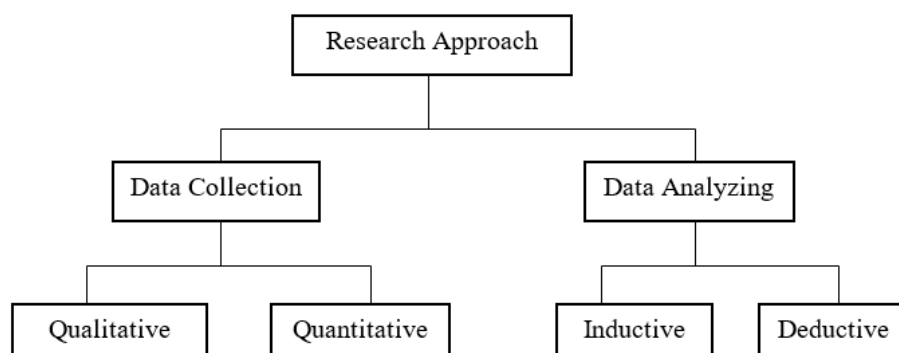 Research Approach
Data Collection
Data Analyzing
Qualitative
Quantitative
Inductive
Deductive